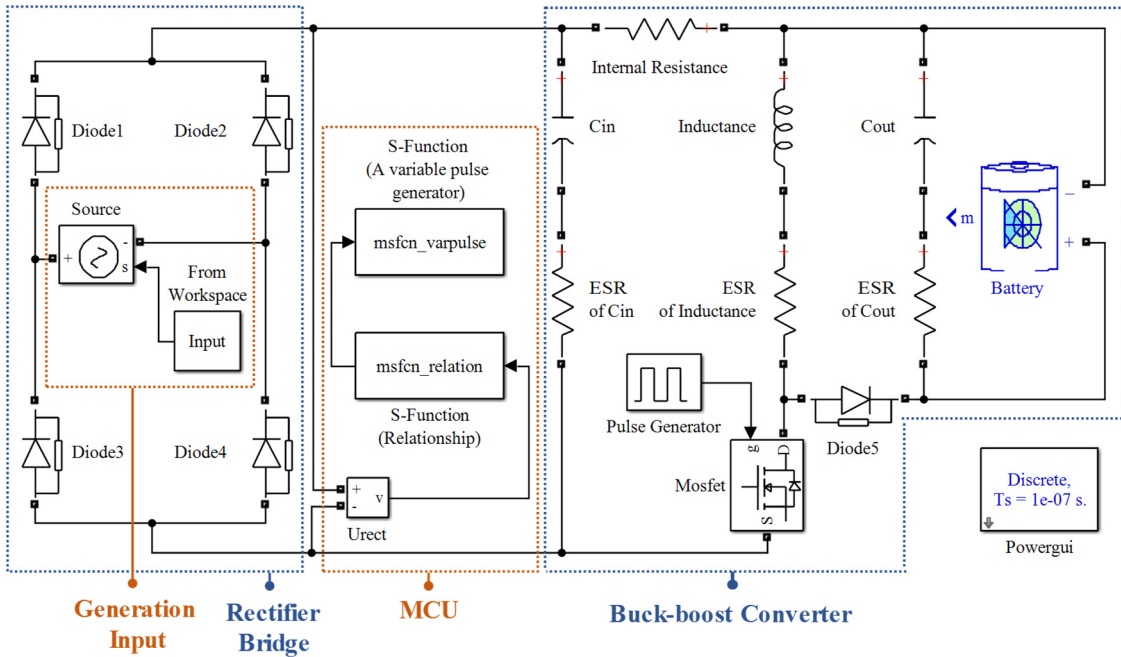 Internal Resistance
Diode1
Diode2
Cin
Inductance
Cout
S-Function
(A variable pulse
generator)
msfcn_varpulse
Source
+
-
s
From
Workspace
Input
m
−
+
Battery
ESR
of Cin
ESR
of Inductance
ESR
of Cout
msfcn_relation
S-Function
(Relationship)
Pulse Generator
Diode3
Diode4
Diode5
g
D
S
Mosfet
+
-
v
Urect
Discrete,
Ts = 1e-07 s.
Powergui
Generation
Input
Rectifier
Bridge
MCU
Buck-boost Converter